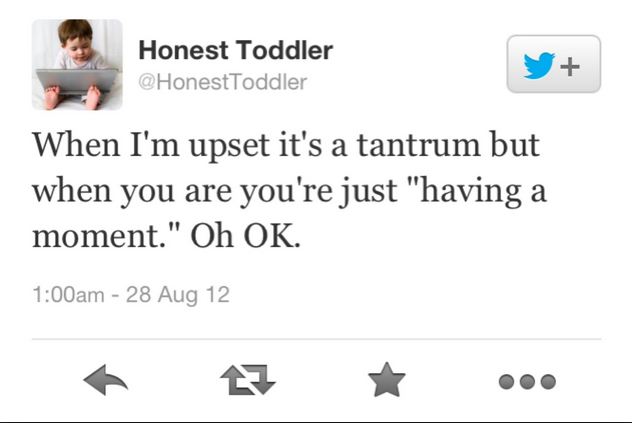 Honest Toddler
@HonestToddler
When I'm upset it's a tantrum but
when you are you're just "having a
moment." Oh OK.
1:00am - 28 Aug 12